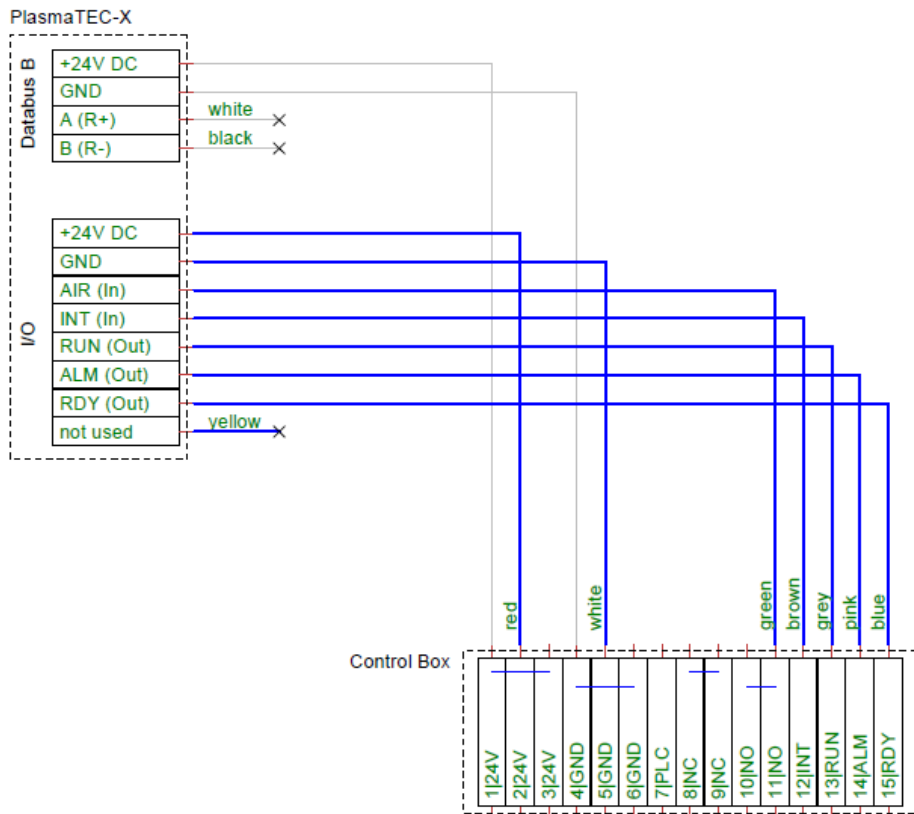 PlasmaTEC-X
Databus B
+24V DC
GND
A (R+)
white
B (R-)
black
I/O
+24V DC
GND
AIR (In)
INT (In)
RUN (Out)
ALM (Out)
RDY (Out)
not used
yellow
red
white
green
brown
grey
pink
blue
Control Box
1|24V
2|24V
3|24V
4|GND
5|GND
6|GND
7|PLC
8|NC
9|NC
10|NO
11|NO
12|INT
13|RUN
14|ALM
15|RDY